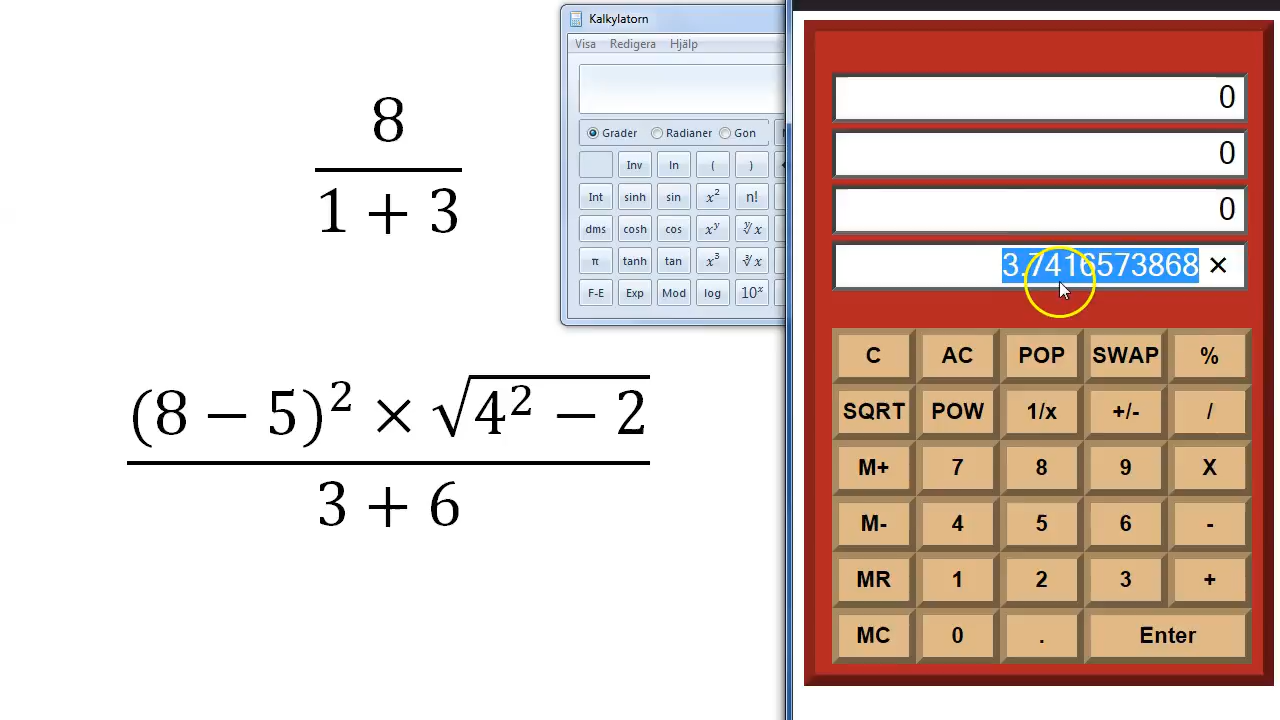 8
1 + 3
(8 − 5)² × √4² − 2
3 + 6
Kalkylatorn
Visa Redigera Hjälp
Grader Radianer Gon
Inv ln ( )
Int sinh sin x² n!
dms cosh cos xʸ ʸ√x
π tanh tan x³ ³√x
F-E Exp Mod log 10ˣ
0
0
0
3.7416573868 ×
C AC POP SWAP %
SQRT POW 1/x +/- /
M+ 7 8 9 X
M- 4 5 6 -
MR 1 2 3 +
MC 0 . Enter